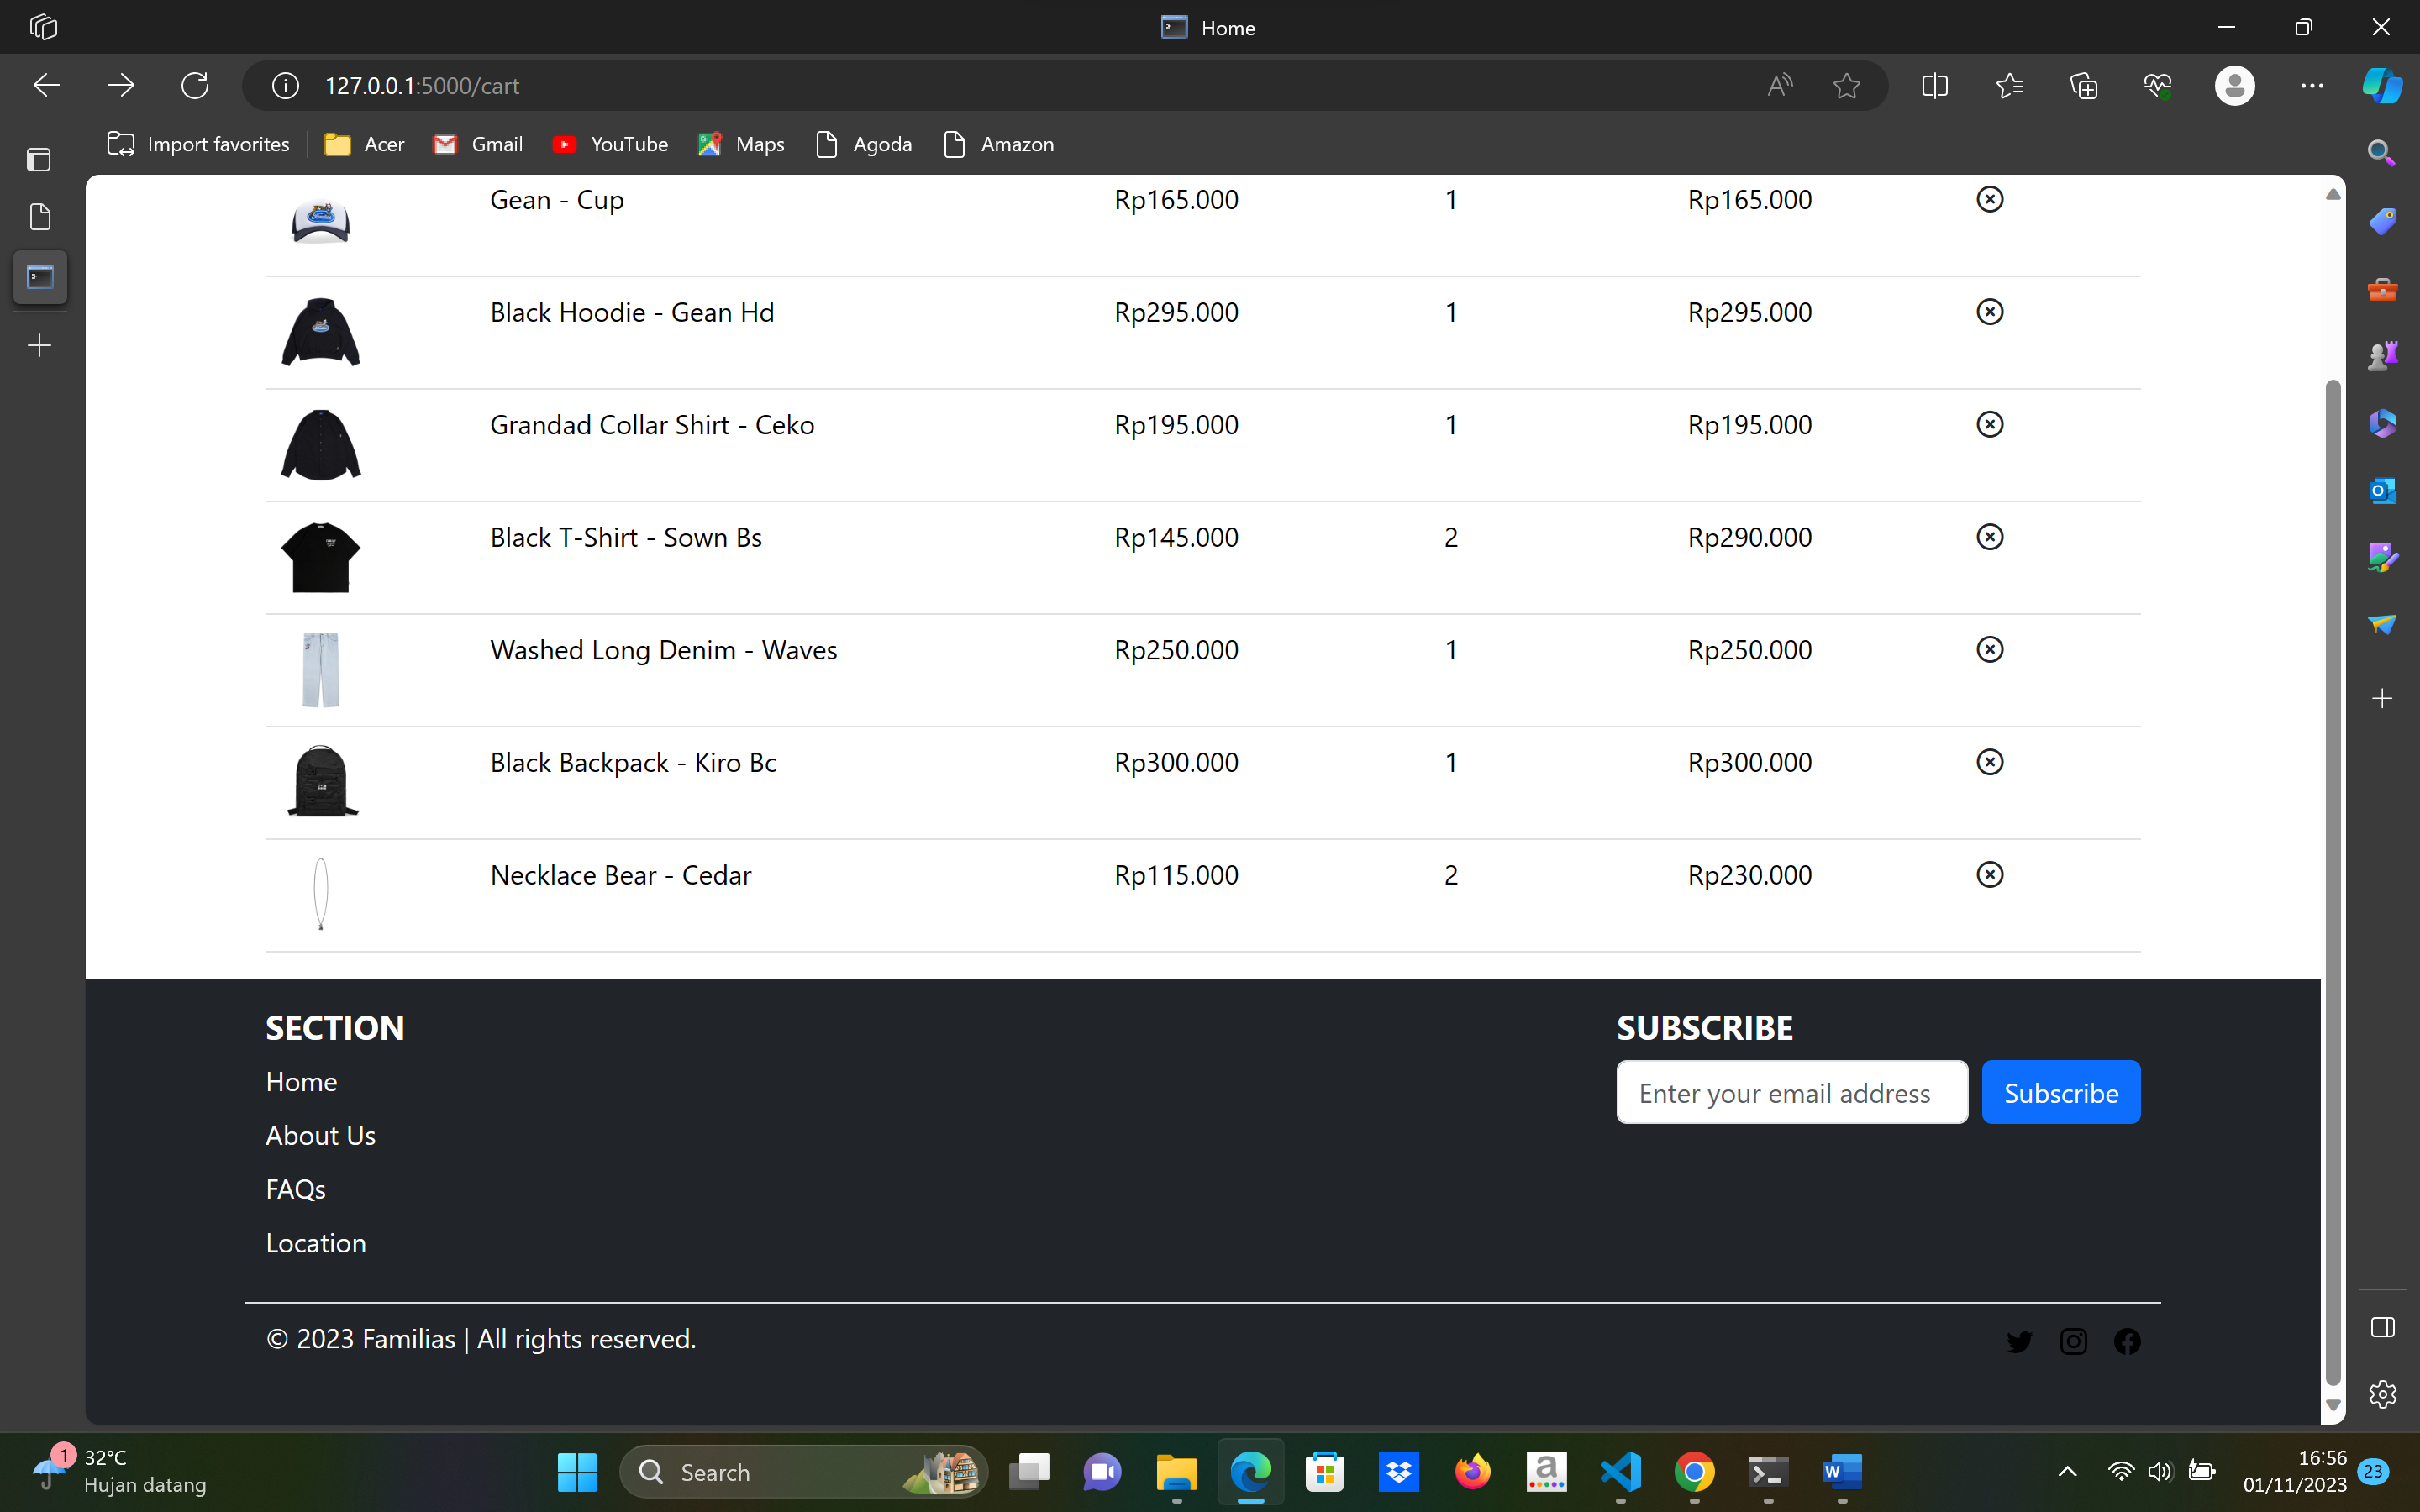 Home
127.0.0.1:5000/cart
Import favorites Acer Gmail YouTube Maps Agoda Amazon
Gean - Cup Rp165.000 1 Rp165.000
Black Hoodie - Gean Hd Rp295.000 1 Rp295.000
Grandad Collar Shirt - Ceko Rp195.000 1 Rp195.000
Black T-Shirt - Sown Bs Rp145.000 2 Rp290.000
Washed Long Denim - Waves Rp250.000 1 Rp250.000
Black Backpack - Kiro Bc Rp300.000 1 Rp300.000
Necklace Bear - Cedar Rp115.000 2 Rp230.000
SECTION SUBSCRIBE
Home
Enter your email address Subscribe
About Us
FAQs
Location
© 2023 Familias | All rights reserved.
1 32°C
Hujan datang
Search
16:56
01/11/2023
23